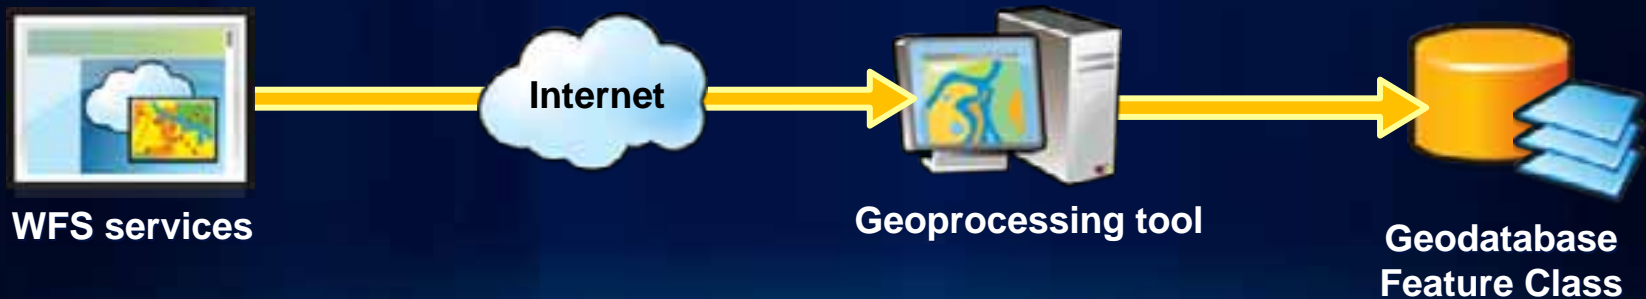 Internet
WFS services
Geoprocessing tool
Geodatabase
Feature Class